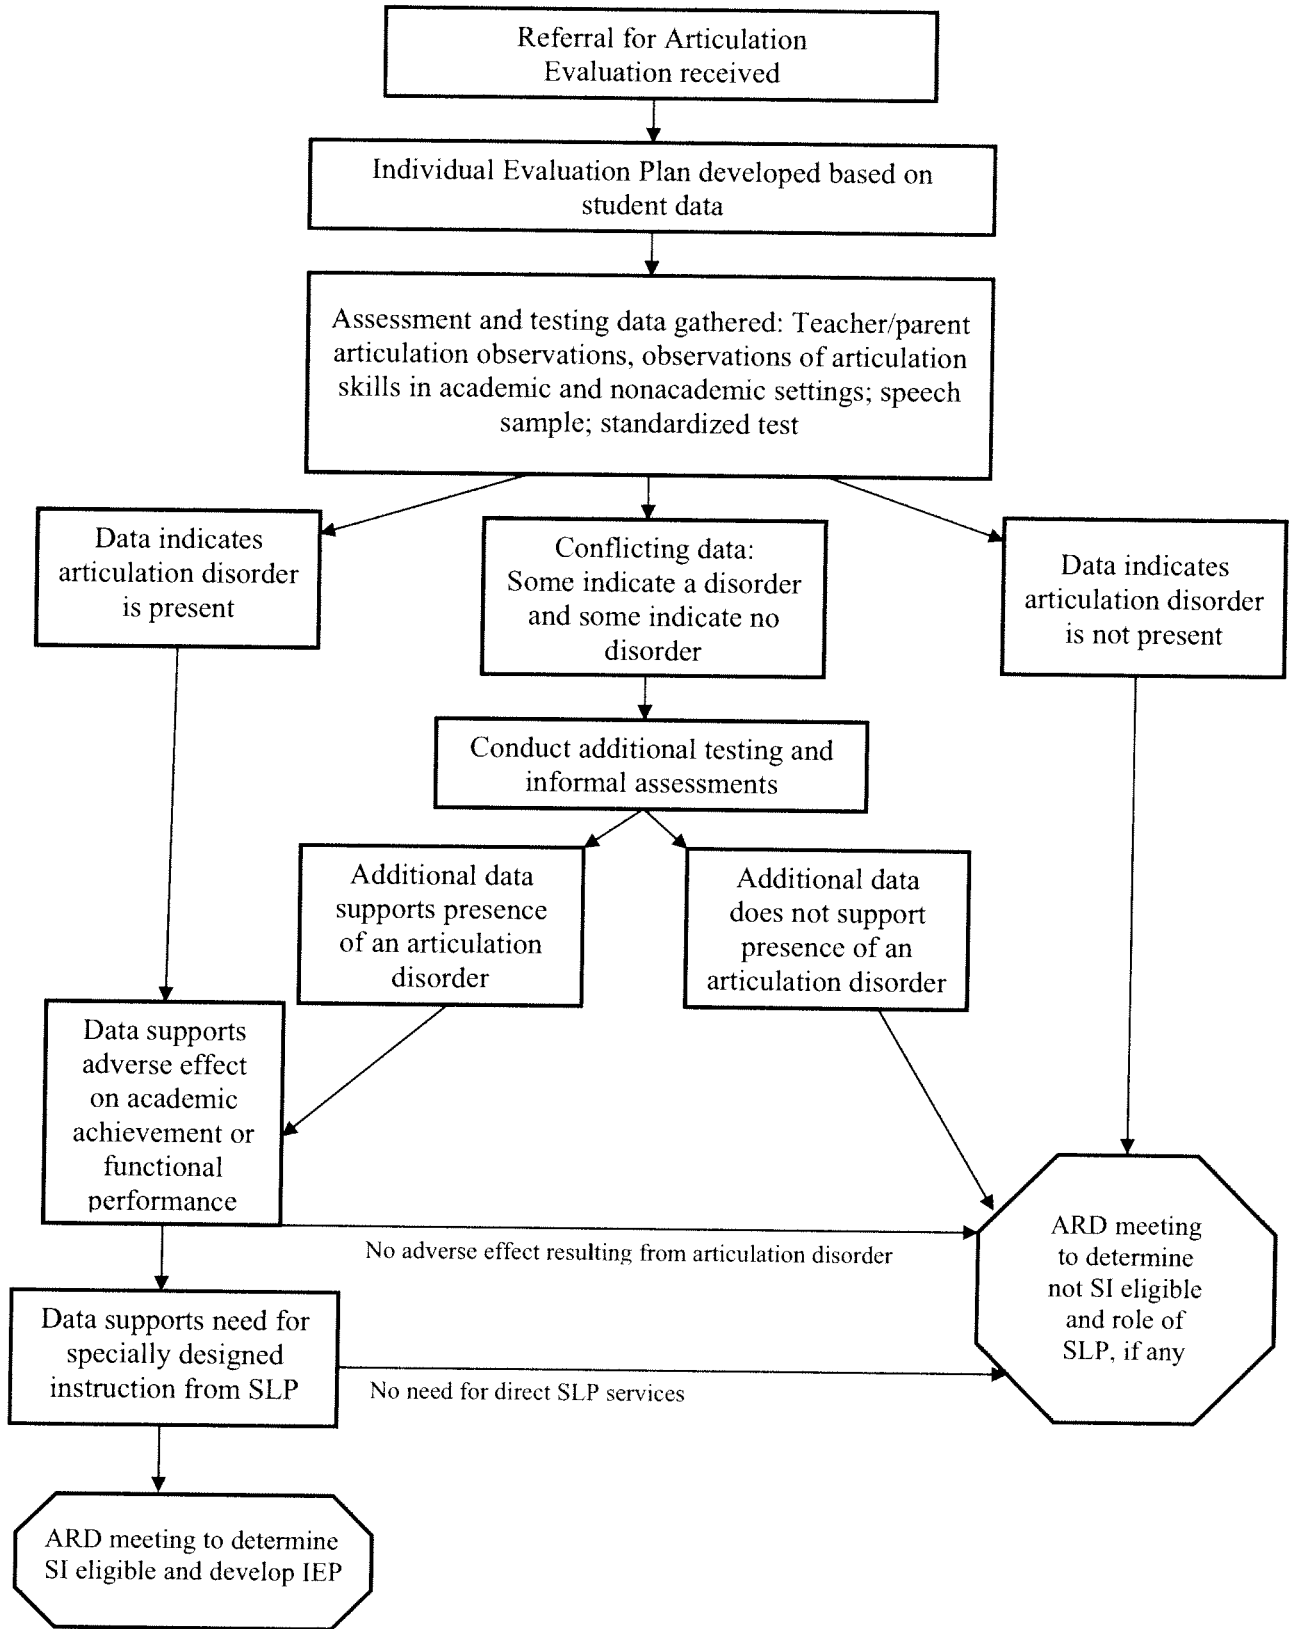 Referral for Articulation
Evaluation received
Individual Evaluation Plan developed based on
student data
Assessment and testing data gathered: Teacher/parent
articulation observations, observations of articulation
skills in academic and nonacademic settings; speech
sample; standardized test
Data indicates
articulation disorder
is present
Conflicting data:
Some indicate a disorder
and some indicate no
disorder
Data indicates
articulation disorder
is not present
Conduct additional testing and
informal assessments
Additional data
supports presence
of an articulation
disorder
Additional data
does not support
presence of an
articulation disorder
Data supports
adverse effect
on academic
achievement or
functional
performance
No adverse effect resulting from articulation disorder
ARD meeting
to determine
not SI eligible
and role of
SLP, if any
Data supports need for
specially designed
instruction from SLP
No need for direct SLP services
ARD meeting to determine
SI eligible and develop IEP